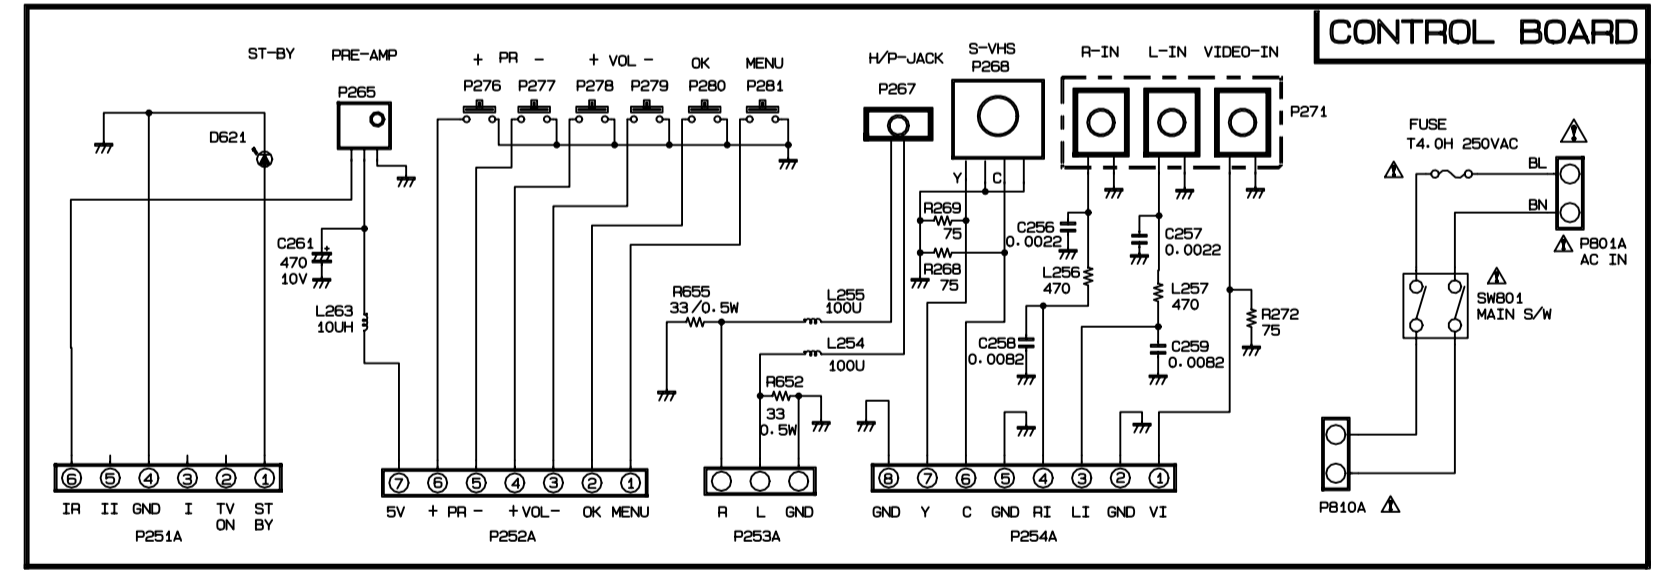 CONTROL BOARD
ST-BY
PRE-AMP
P265
D621
C261
470
10V
L263
10UH
+ PR -
P276 P277
+ VOL -
P278 P279
OK
P280
MENU
P281
H/P-JACK
P267
S-VHS
P268
R-IN
L-IN
VIDEO-IN
P271
Y
C
R269
75
R268
75
C256
0.0022
C257
0.0022
L256
470
L257
470
C258
0.0082
C259
0.0082
R272
75
R655
33/0.5W
L255
100U
L254
100U
R652
33
0.5W
FUSE
T4.0H 250VAC
BL
BN
P801A
AC IN
SW801
MAIN S/W
P810A
6 5 4 3 2 1
IR II GND I TV ON ST BY
P251A
7 6 5 4 3 2 1
5V + PR - + VOL - OK MENU
P252A
R L GND
P253A
8 7 6 5 4 3 2 1
GND Y C GND RI LI GND VI
P254A